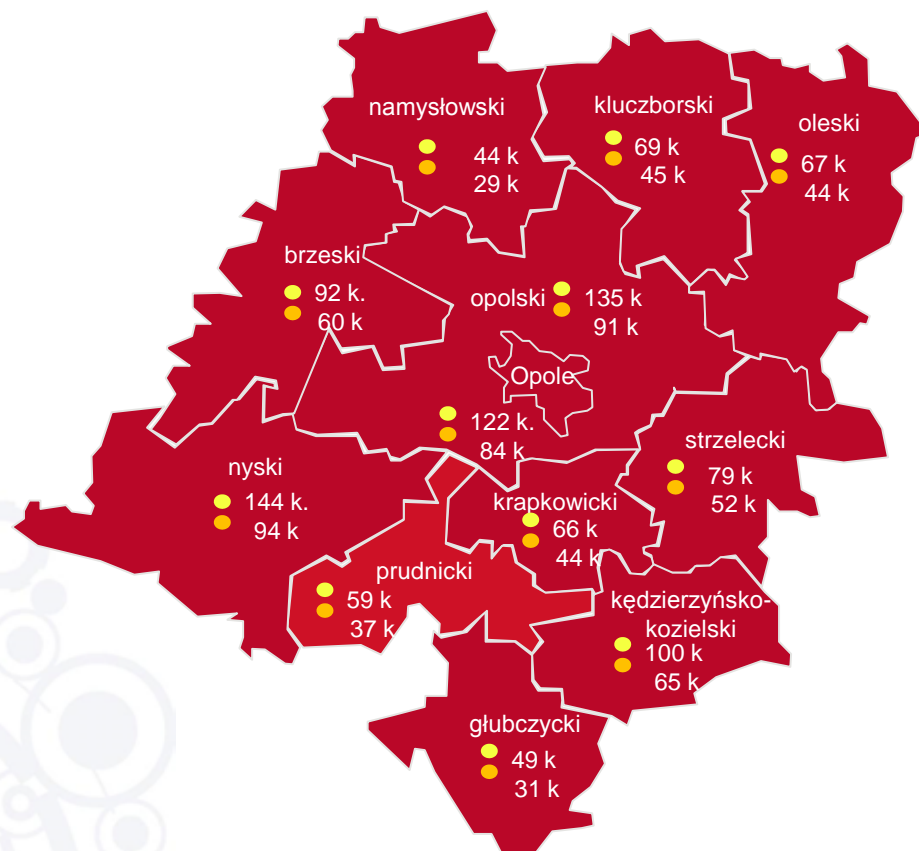 namysłowski
44 k
29 k
kluczborski
69 k
45 k
oleski
67 k
44 k
brzeski
92 k.
60 k
opolski
135 k
91 k
Opole
122 k.
84 k
nyski
144 k.
94 k
strzelecki
79 k
52 k
krapkowicki
66 k
44 k
prudnicki
59 k
37 k
kędzierzyńsko-
kozielski
100 k
65 k
głubczycki
49 k
31 k